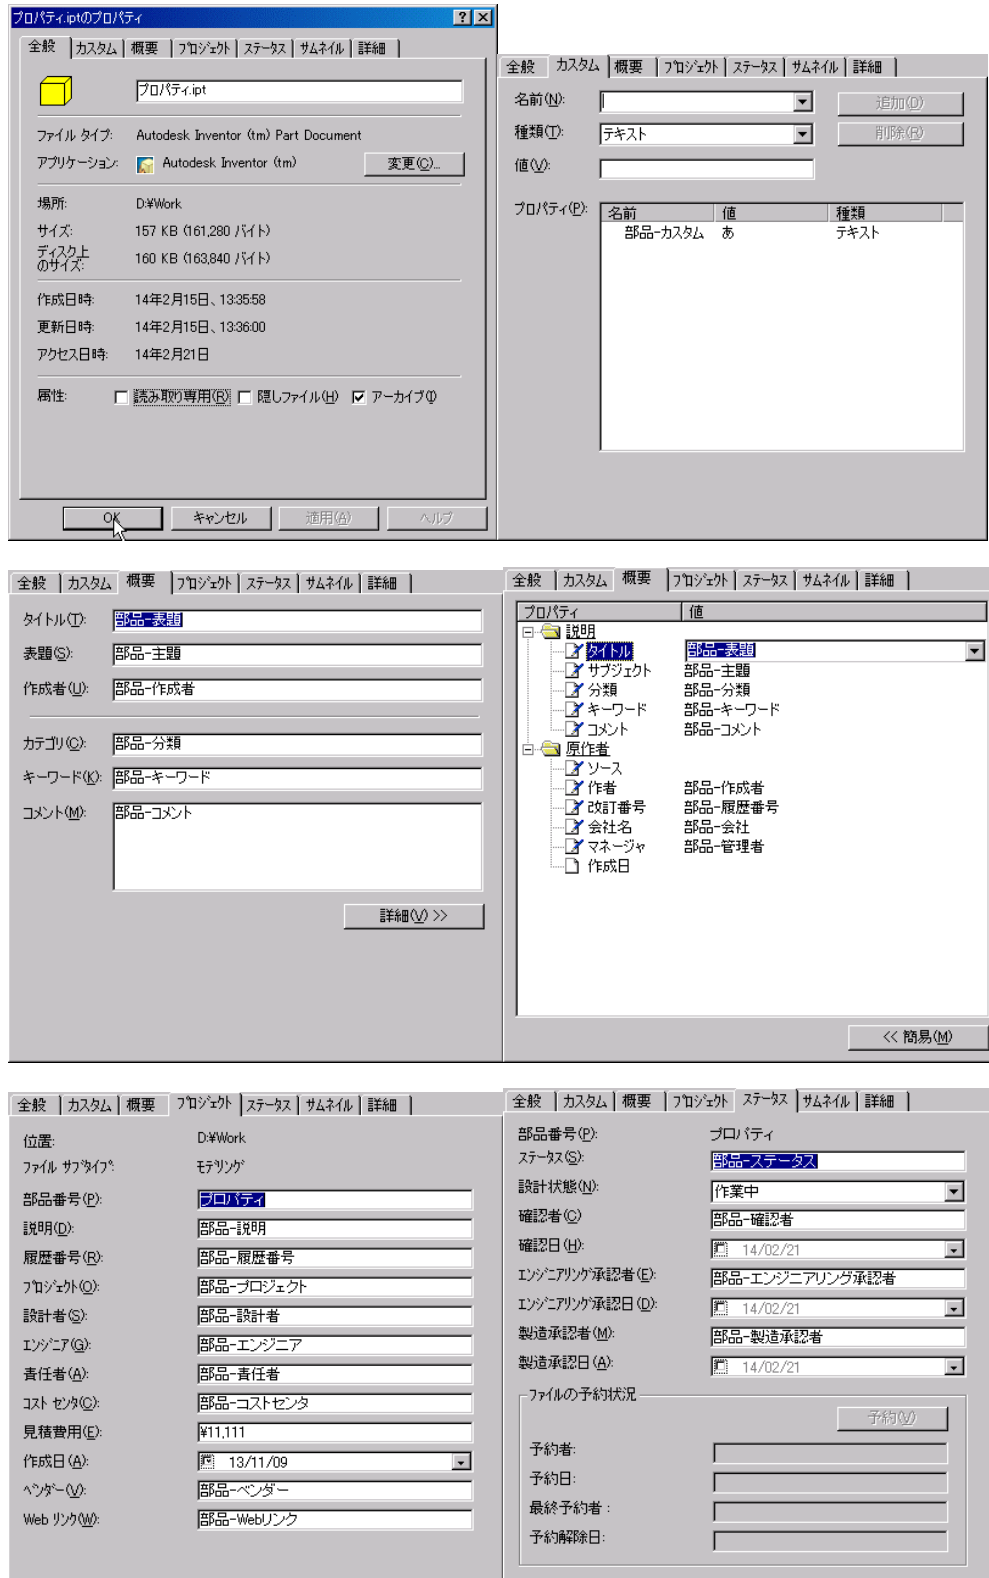 プロパティ.iptのプロパティ
全般 カスタム 概要 プロジェクト ステータス サムネイル 詳細
プロパティ.ipt
ファイル タイプ: Autodesk Inventor (tm) Part Document
アプリケーション: Autodesk Inventor (tm) 変更(C)...
場所: D:¥Work
サイズ: 157 KB (161,280 バイト)
ディスク上
のサイズ: 160 KB (163,840 バイト)
作成日時: 14年2月15日、13:35:58
更新日時: 14年2月15日、13:36:00
アクセス日時: 14年2月21日
属性: 読み取り専用(R) 隠しファイル(H) アーカイブ(I)
OK キャンセル 適用(A) ヘルプ
全般 カスタム 概要 プロジェクト ステータス サムネイル 詳細
名前(N): 追加(D)
種類(T): テキスト 削除(R)
値(V):
プロパティ(P): 名前 値 種類
部品-カスタム あ テキスト
全般 カスタム 概要 プロジェクト ステータス サムネイル 詳細
タイトル(T): 部品-表題
表題(S): 部品-主題
作成者(U): 部品-作成者
カテゴリ(C): 部品-分類
キーワード(K): 部品-キーワード
コメント(M): 部品-コメント
詳細(V) >>
全般 カスタム 概要 プロジェクト ステータス サムネイル 詳細
プロパティ 値
説明
タイトル 部品-表題
サブジェクト 部品-主題
分類 部品-分類
キーワード 部品-キーワード
コメント 部品-コメント
原作者
ソース
作者 部品-作成者
改訂番号 部品-履歴番号
会社名 部品-会社
マネージャ 部品-管理者
作成日
<< 簡易(M)
全般 カスタム 概要 プロジェクト ステータス サムネイル 詳細
位置: D:¥Work
ファイル サブタイプ: モデリング
部品番号(P): プロパティ
説明(D): 部品-説明
履歴番号(R): 部品-履歴番号
プロジェクト(O): 部品-プロジェクト
設計者(S): 部品-設計者
エンジニア(G): 部品-エンジニア
責任者(A): 部品-責任者
コスト センタ(C): 部品-コストセンタ
見積費用(E): ¥11,111
作成日(A): 13/11/09
ベンダー(V): 部品-ベンダー
Web リンク(W): 部品-Webリンク
全般 カスタム 概要 プロジェクト ステータス サムネイル 詳細
部品番号(P): プロパティ
ステータス(S): 部品-ステータス
設計状態(N): 作業中
確認者(C) 部品-確認者
確認日(H): 14/02/21
エンジニアリング承認者(E): 部品-エンジニアリング承認者
エンジニアリング承認日(D): 14/02/21
製造承認者(M): 部品-製造承認者
製造承認日(A): 14/02/21
ファイルの予約状況
予約(V)
予約者:
予約日:
最終予約者:
予約解除日: